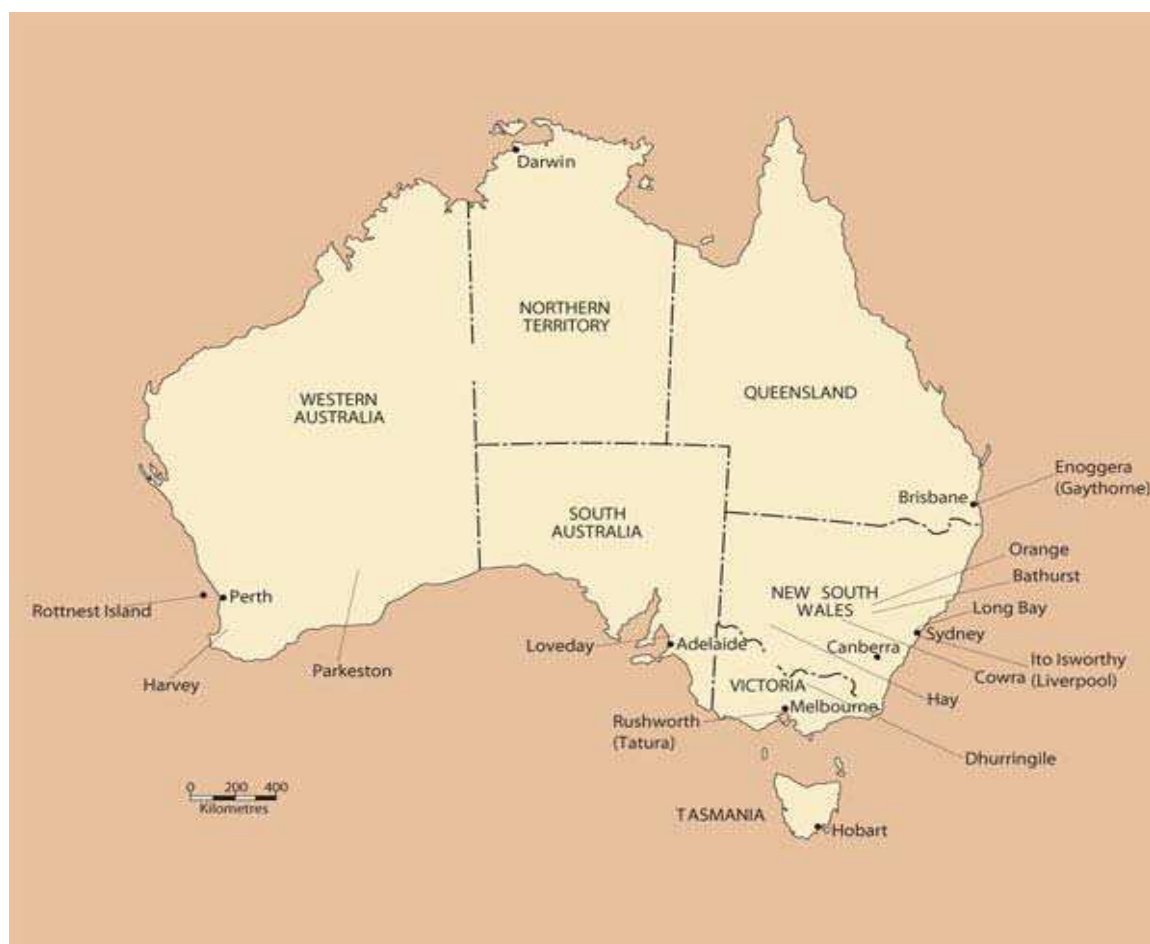 Darwin
NORTHERN
TERRITORY
WESTERN
AUSTRALIA
QUEENSLAND
Enoggera
(Gaythorne)
Brisbane
SOUTH
AUSTRALIA
Orange
Bathurst
NEW SOUTH
WALES
Long Bay
Rottnest Island
Perth
Sydney
Loveday
Adelaide
Canberra
Ito Isworthy
(Liverpool)
Cowra
Parkeston
Harvey
VICTORIA
Hay
Melbourne
Rushworth
(Tatura)
Dhurringile
0 200 400
Kilometres
TASMANIA
Hobart